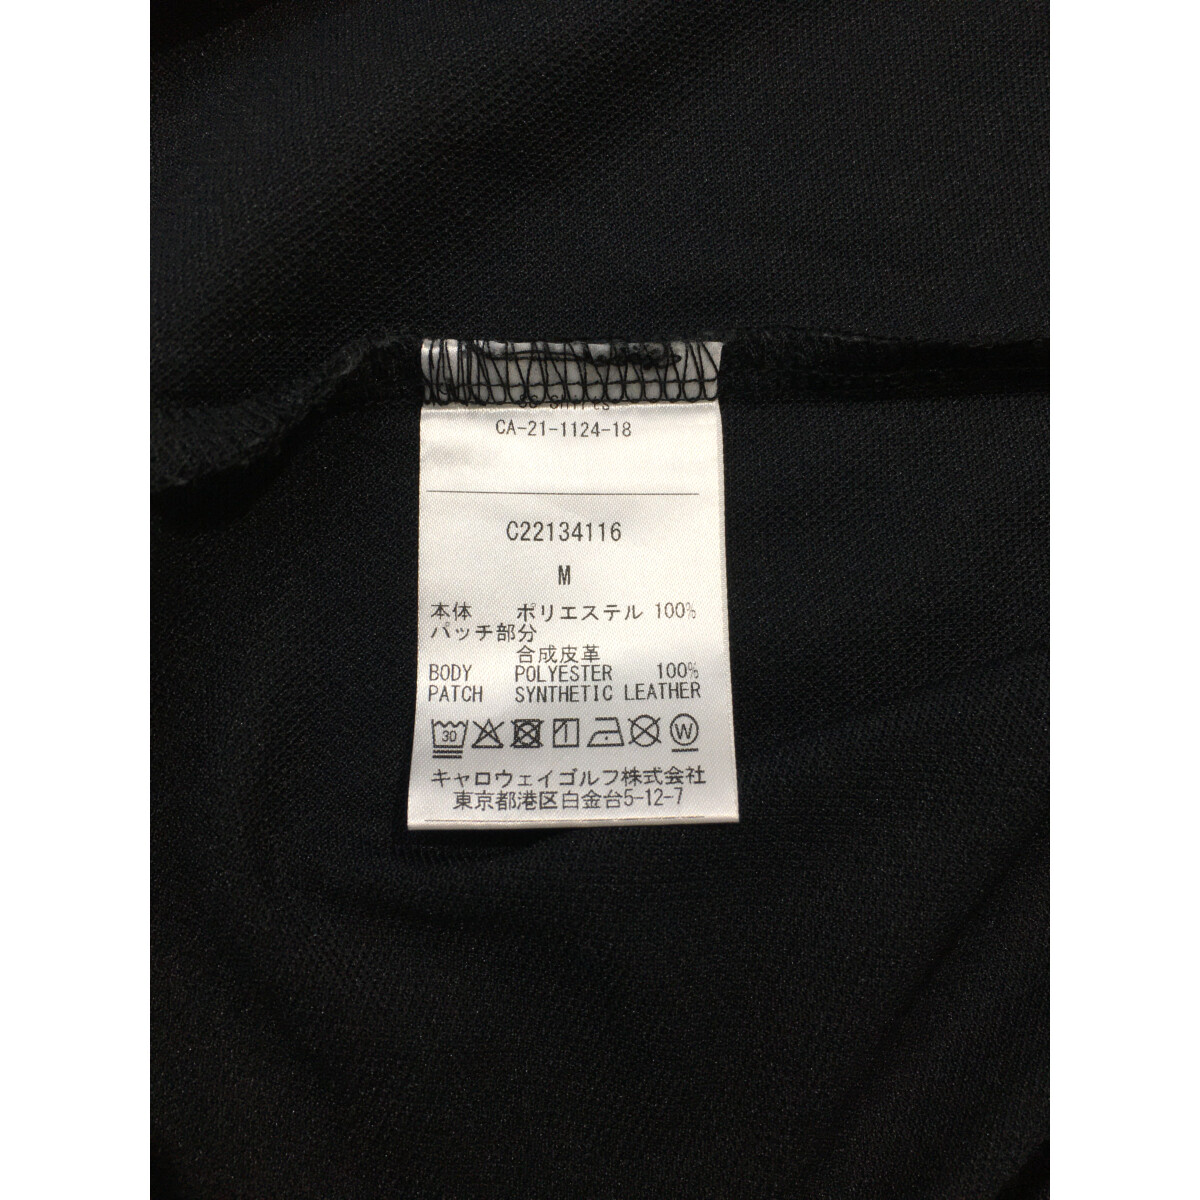 SS Shirts
CA-21-1124-18
C22134116
M
本体 ポリエステル 100%
パッチ部分
合成皮革
BODY POLYESTER 100%
PATCH SYNTHETIC LEATHER
30 W
キャロウェイゴルフ株式会社
東京都港区白金台5-12-7